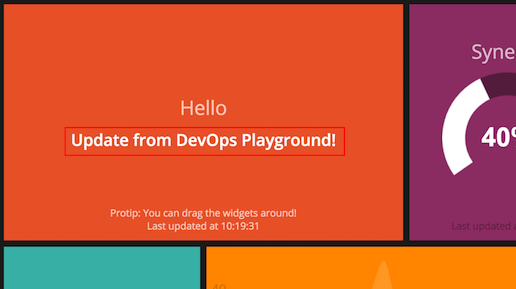 Hello
Update from DevOps Playground!
Protip: You can drag the widgets around!
Last updated at 10:19:31
40
Last updated a
40